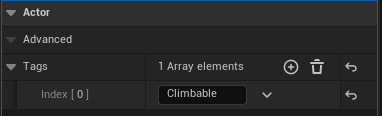 Actor
Advanced
Tags 1 Array elements
Index [ 0 ] Climbable